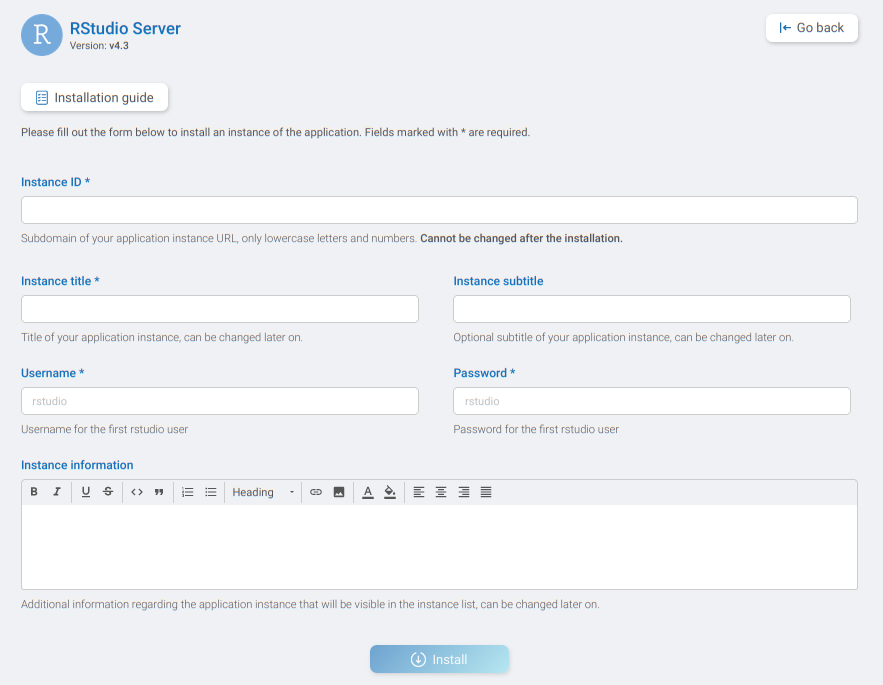 R
RStudio Server
Version: v4.3
Go back
Installation guide
Please fill out the form below to install an instance of the application. Fields marked with * are required.
Instance ID *
Subdomain of your application instance URL, only lowercase letters and numbers. Cannot be changed after the installation.
Instance title *
Instance subtitle
Title of your application instance, can be changed later on.
Optional subtitle of your application instance, can be changed later on.
Username *
Password *
rstudio
rstudio
Username for the first rstudio user
Password for the first rstudio user
Instance information
B I U S <> ❞ Heading A
Additional information regarding the application instance that will be visible in the instance list, can be changed later on.
Install